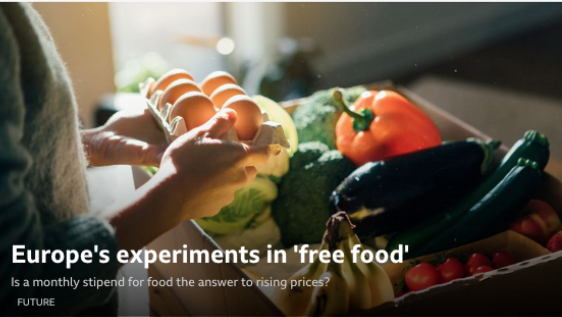 Europe's experiments in 'free food'
Is a monthly stipend for food the answer to rising prices?
FUTURE